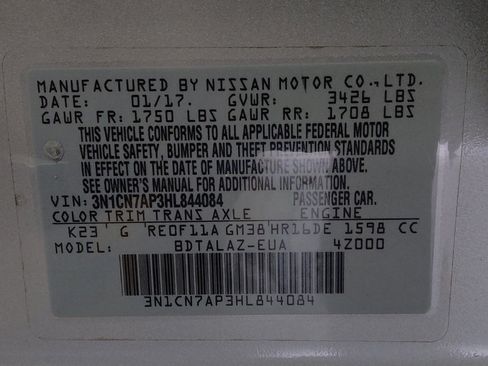 MANUFACTURED BY NISSAN MOTOR CO., LTD.
DATE: 01/17. GVWR: 3426 LBS
GAWR FR: 1750 LBS GAWR RR: 1708 LBS
THIS VEHICLE CONFORMS TO ALL APPLICABLE FEDERAL MOTOR
VEHICLE SAFETY, BUMPER AND THEFT PREVENTION STANDARDS
IN EFFECT ON THE DATE OF MANUFACTURE SHOWN ABOVE.
SEE OWNER'S MANUAL FOR ADDITIONAL INFORMATION
VIN: 3N1CN7AP3HL844084 PASSENGER CAR.
COLOR TRIM TRANS AXLE ENGINE
K23 G RE0F11A GM38 HR16DE 1598 CC
MODEL: BDTALAZ-EUA 4Z000
3N1CN7AP3HL844084